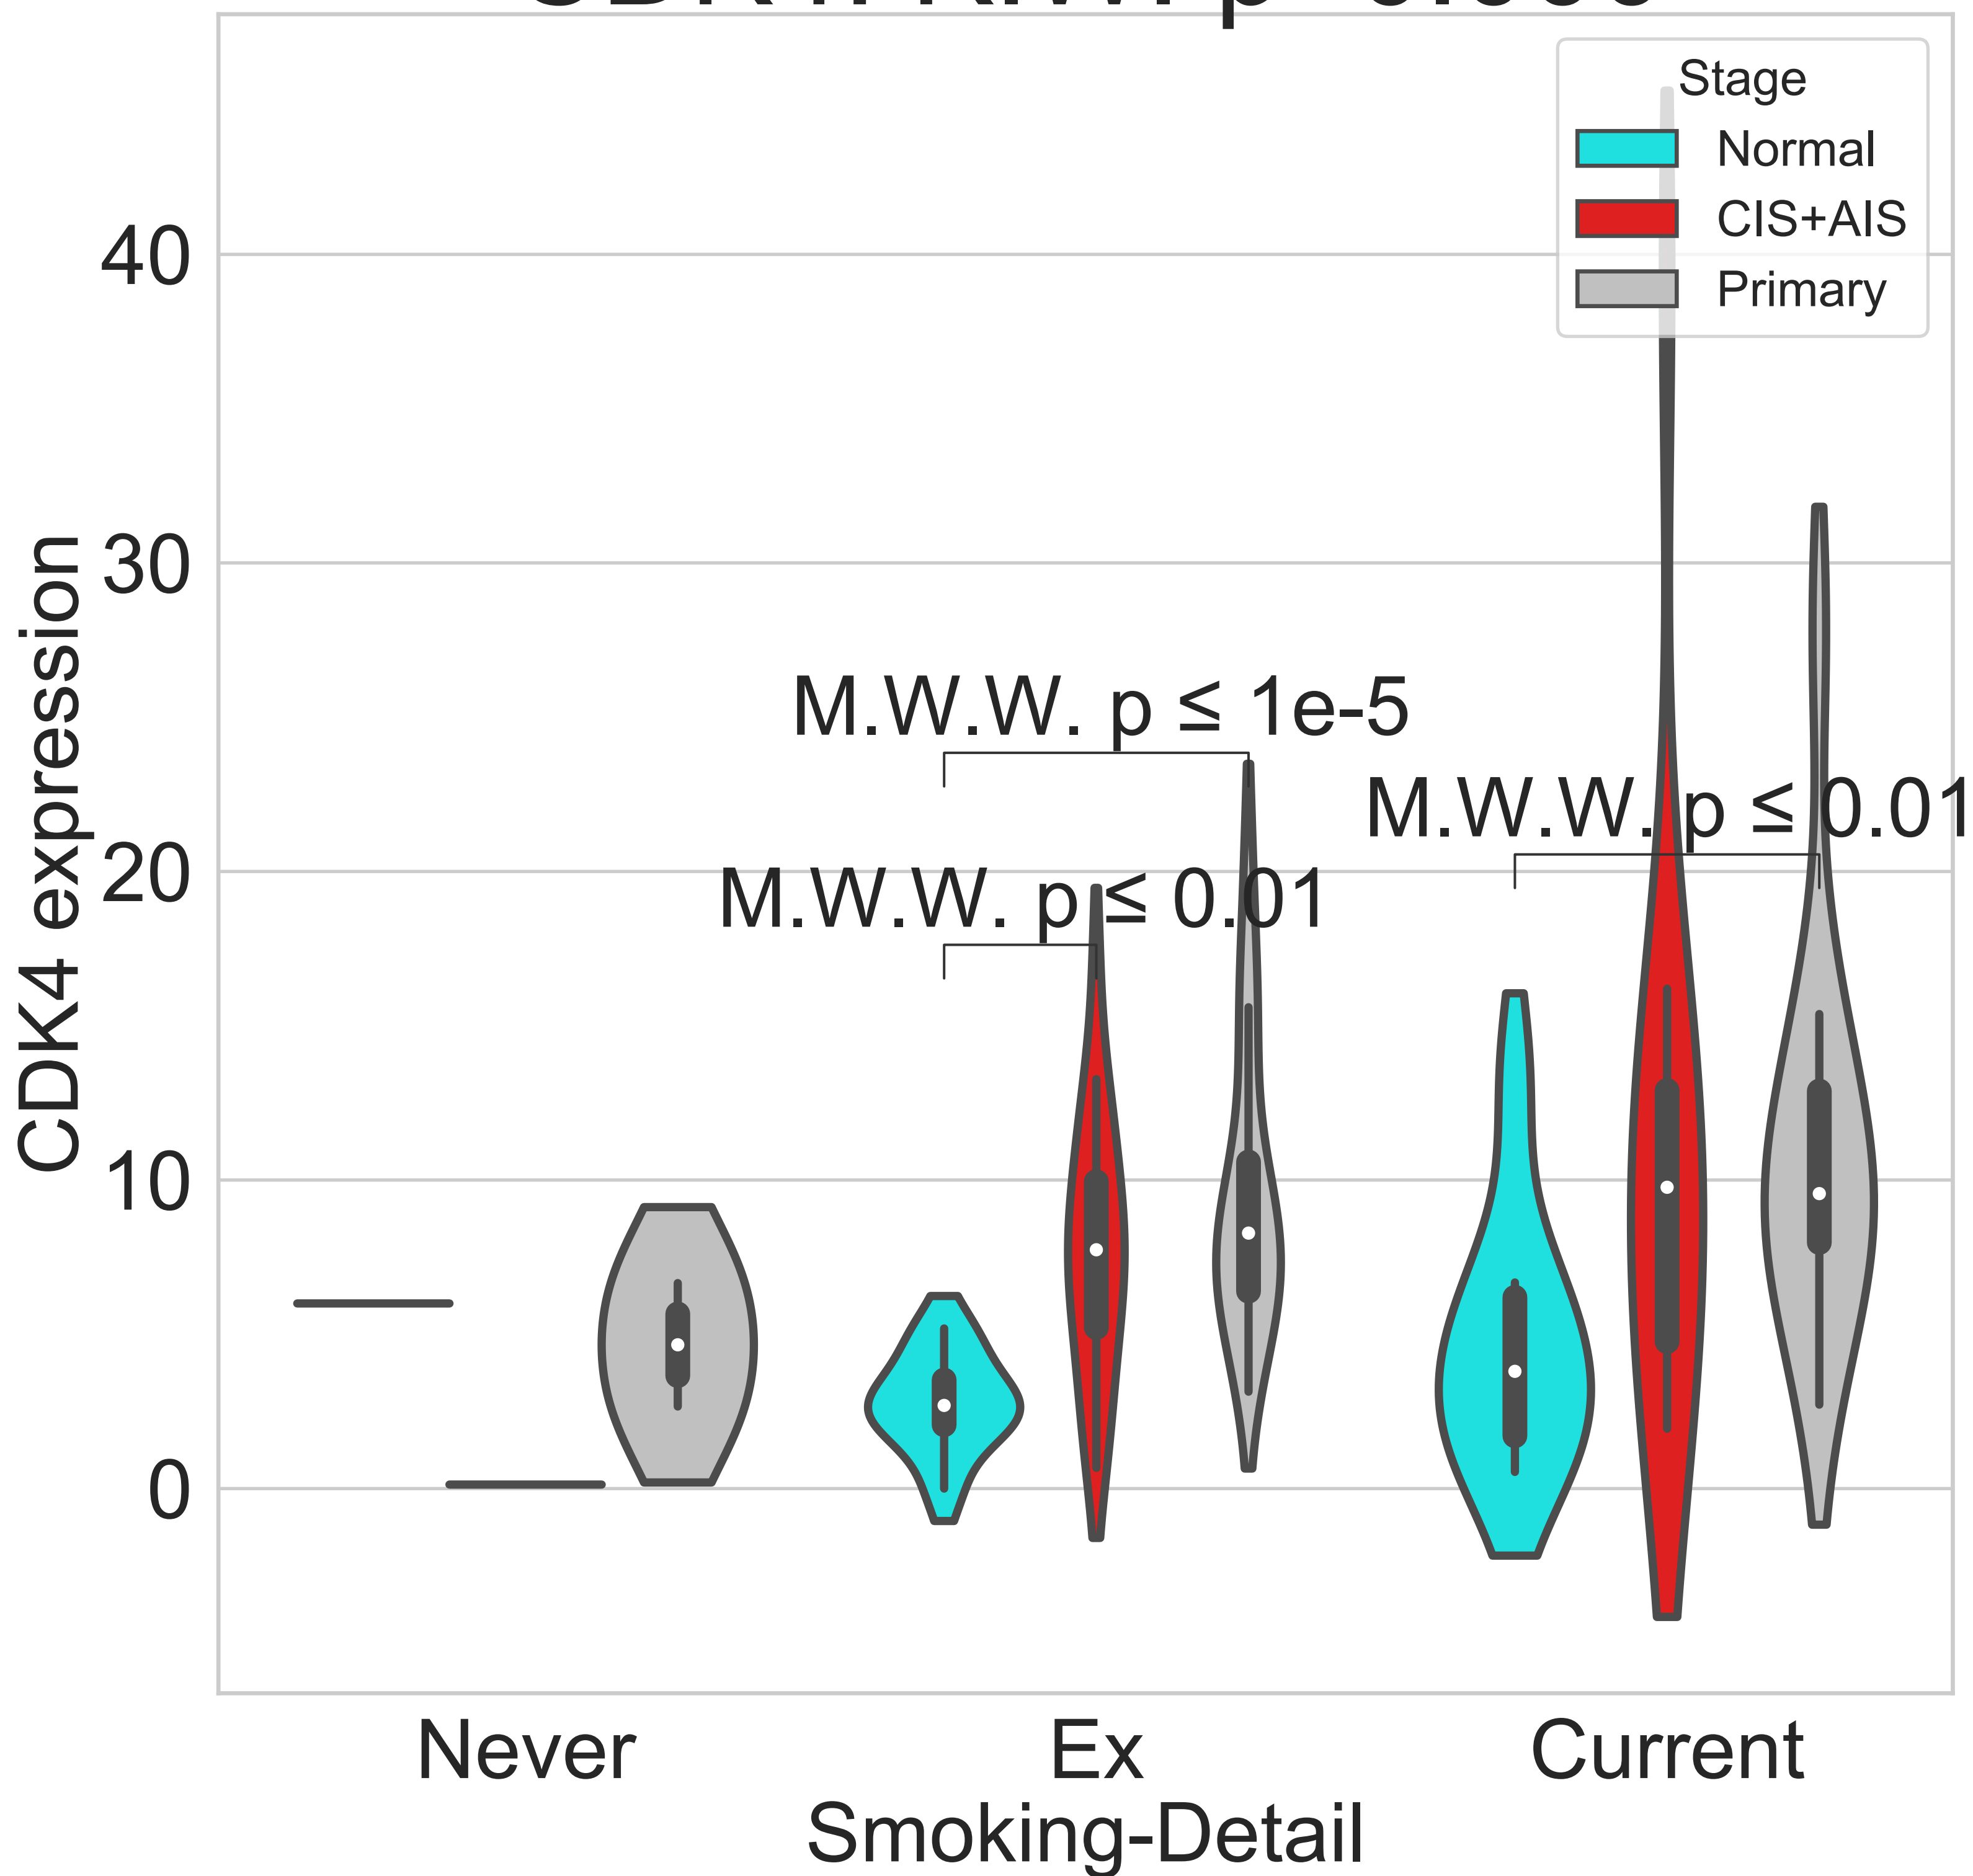 Stage
Normal
CIS+AIS
Primary
40
30
20
10
0
CDK4 expression
M.W.W. p ≤ 1e-5
M.W.W. p ≤ 0.01
M.W.W. p ≤ 0.01
Never
Ex
Current
Smoking-Detail